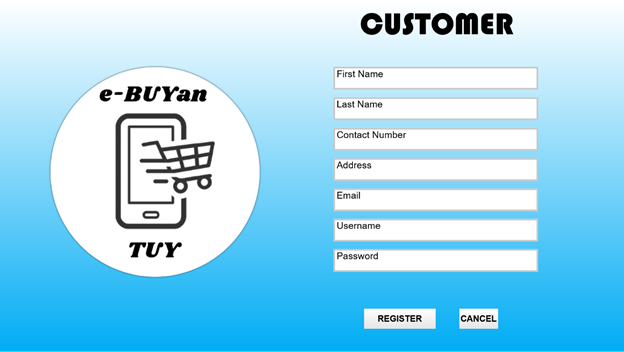 CUSTOMER
e-BUYan
TUY
First Name
Last Name
Contact Number
Address
Email
Username
Password
REGISTER
CANCEL